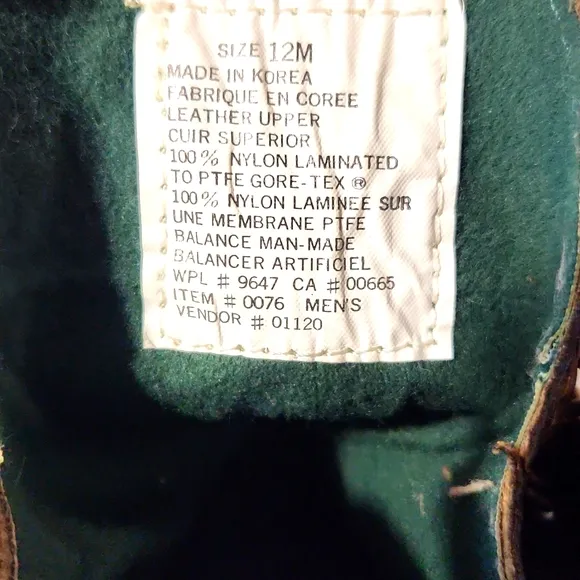 SIZE 12M
MADE IN KOREA
FABRIQUE EN COREE
LEATHER UPPER
CUIR SUPERIOR
100% NYLON LAMINATED
TO PTFE GORE-TEX ®
100% NYLON LAMINEE SUR
UNE MEMBRANE PTFE
BALANCE MAN-MADE
BALANCER ARTIFICIEL
WPL # 9647 CA # 00665
ITEM # 0076 MEN'S
VENDOR # 01120